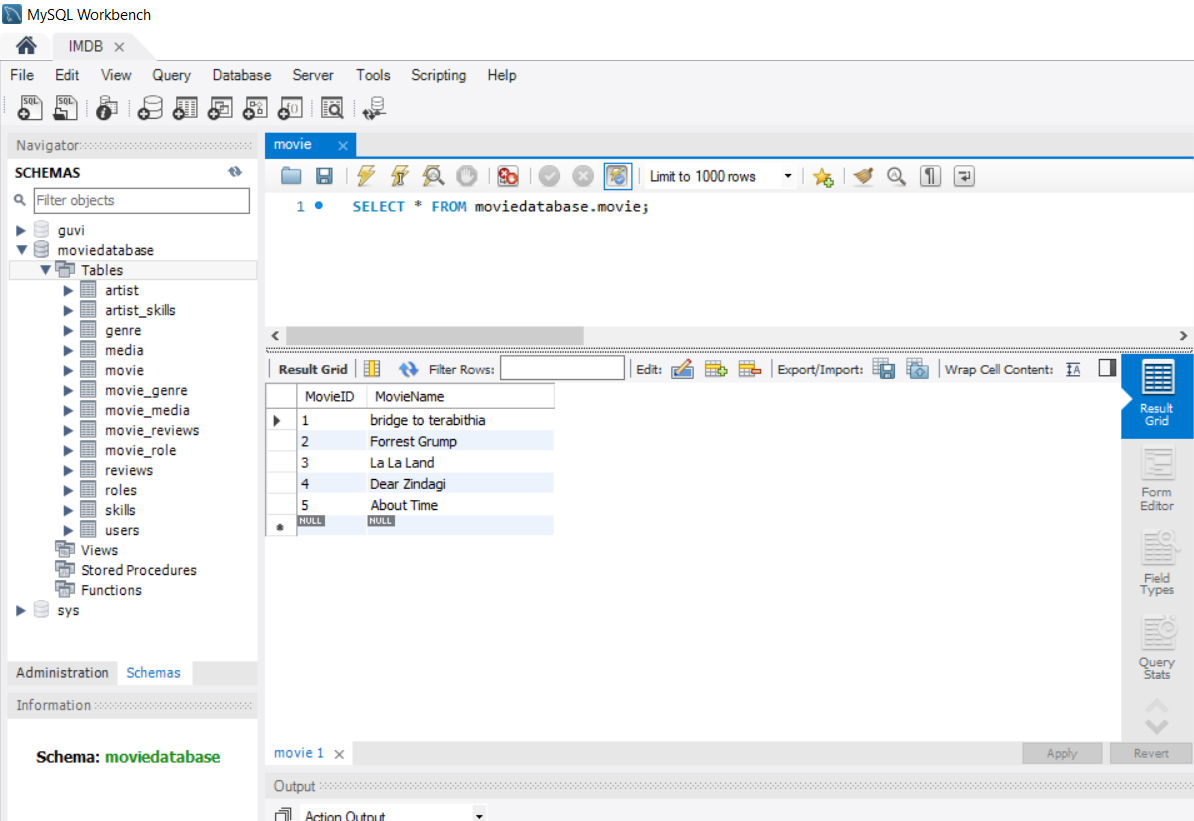 MySQL Workbench
IMDB
File Edit View Query Database Server Tools Scripting Help
Navigator
SCHEMAS
Filter objects
guvi
moviedatabase
Tables
artist
artist_skills
genre
media
movie
movie_genre
movie_media
movie_reviews
movie_role
reviews
roles
skills
users
Views
Stored Procedures
Functions
sys
Administration Schemas
Information
Schema: moviedatabase
movie
Limit to 1000 rows
1 SELECT * FROM moviedatabase.movie;
Result Grid Filter Rows: Edit: Export/Import: Wrap Cell Content:
MovieID MovieName
1 bridge to terabithia
2 Forrest Grump
3 La La Land
4 Dear Zindagi
5 About Time
NULL NULL
Result
Grid
Form
Editor
Field
Types
Query
Stats
movie 1
Apply Revert
Output
Action Output